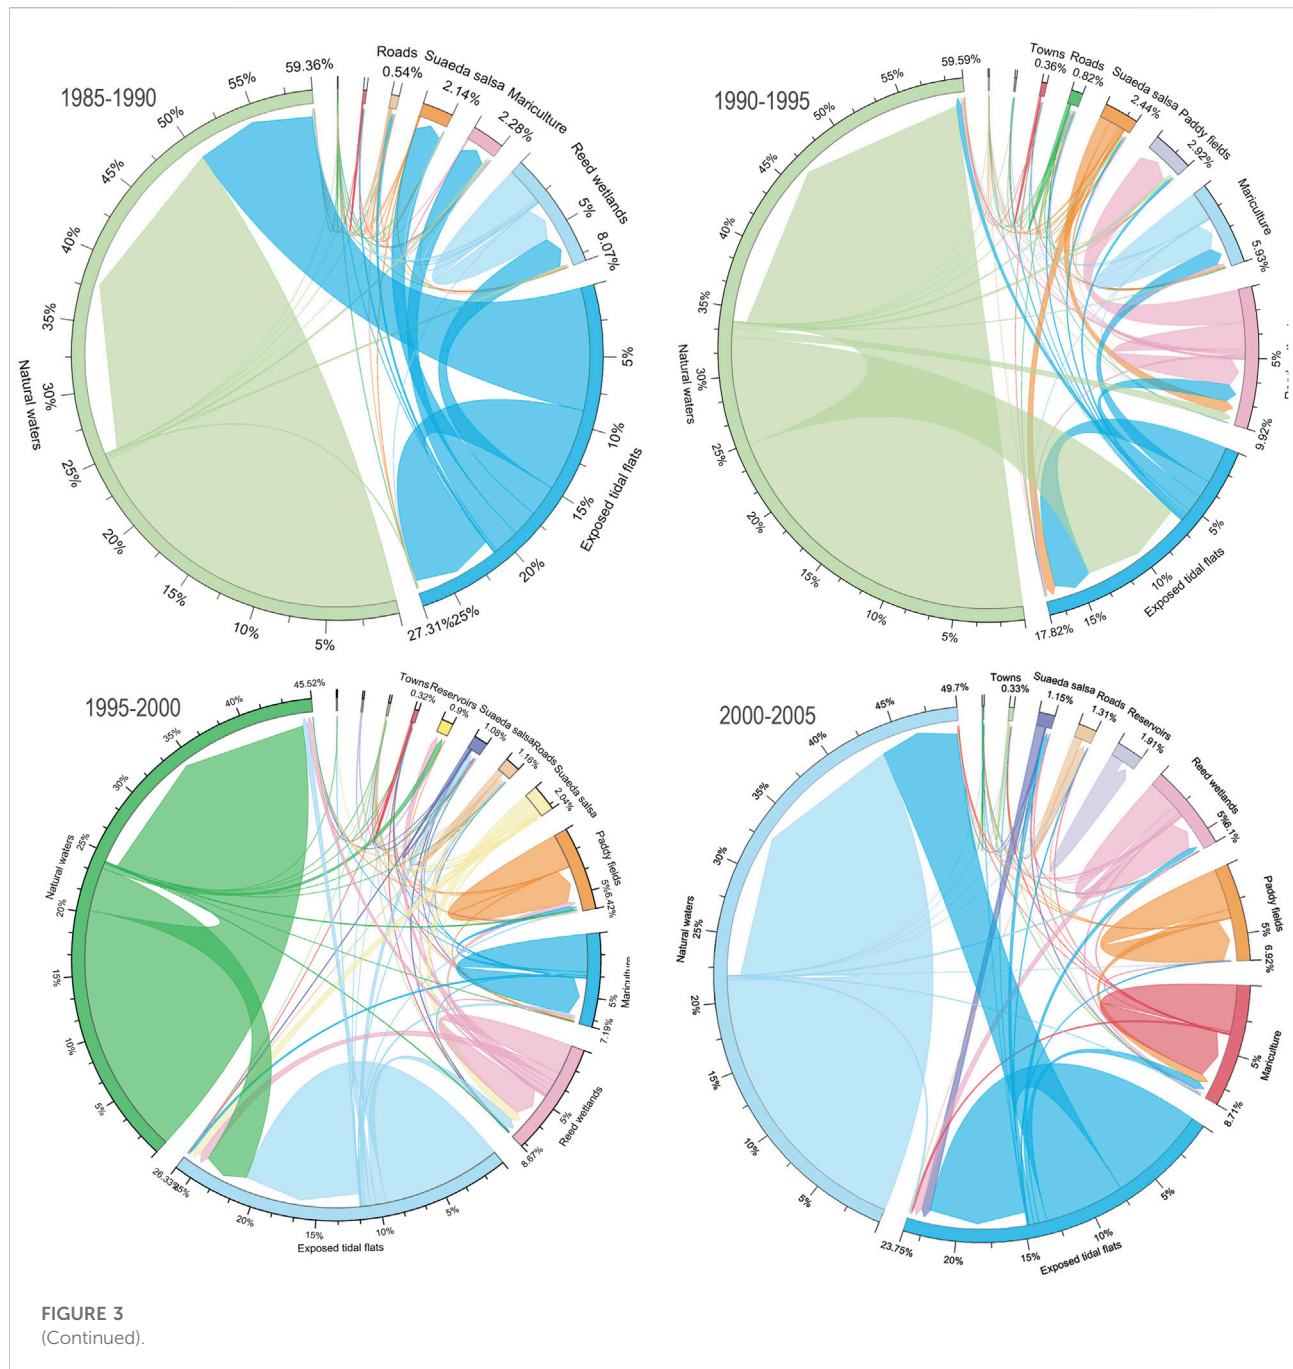 1985-1990
59.36%
55%
50%
45%
40%
35%
30%
25%
20%
15%
10%
5%
Natural waters
Roads
0.54%
Suaeda salsa
2.14%
Mariculture
2.28%
Reed wetlands
5%
8.07%
5%
10%
15%
20%
25%
27.31%
Exposed tidal flats
1990-1995
59.59%
55%
50%
45%
40%
35%
30%
25%
20%
15%
10%
5%
Natural waters
Towns
0.36%
Roads
0.82%
Suaeda salsa
2.44%
Paddy fields
2.92%
Mariculture
5.93%
5%
9.92%
5%
10%
15%
17.82%
Exposed tidal flats
1995-2000
45.52%
40%
35%
30%
25%
20%
15%
10%
5%
Natural waters
Towns
0.32%
Reservoirs
0.9%
Suaeda salsa
1.08%
Roads
1.16%
Suaeda salsa
2.04%
Paddy fields
5%
6.42%
Mariculture
5%
7.19%
Reed wetlands
5%
8.67%
5%
10%
15%
20%
25%
26.33%
Exposed tidal flats
2000-2005
49.7%
45%
40%
35%
30%
25%
20%
15%
10%
5%
Natural waters
Towns
0.33%
Suaeda salsa
1.15%
Roads
1.31%
Reservoirs
1.91%
Reed wetlands
5%
6.1%
Paddy fields
5%
6.92%
Mariculture
5%
8.71%
5%
10%
15%
20%
23.75%
Exposed tidal flats
FIGURE 3
(Continued).